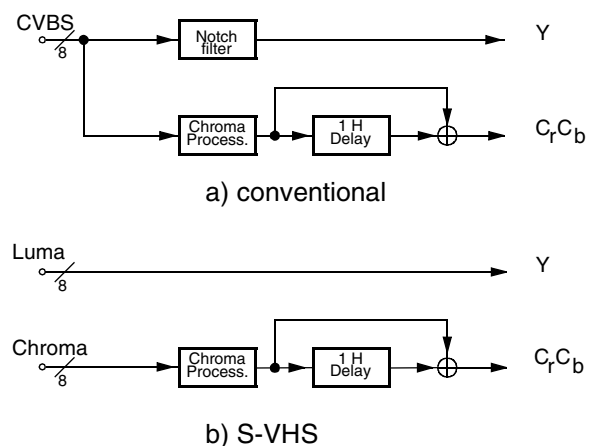 CVBS
8
Notch filter
Y
Chroma Process.
1 H Delay
CrCb
a) conventional
Luma
8
Y
Chroma
8
Chroma Process.
1 H Delay
CrCb
b) S-VHS